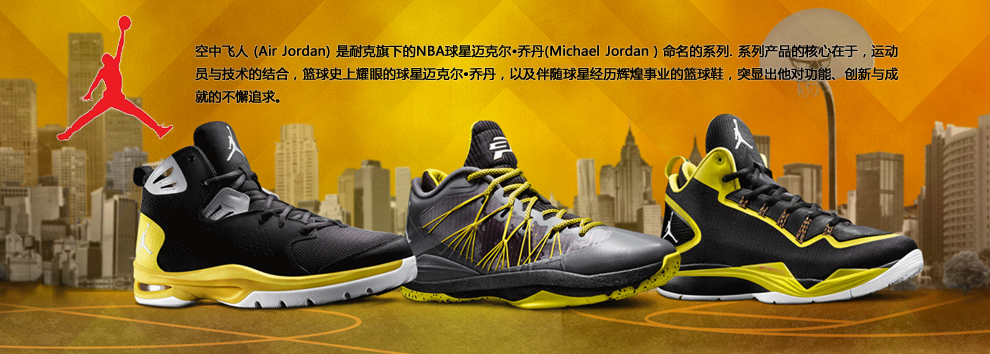 空中飞人 (Air Jordan) 是耐克旗下的NBA球星迈克尔•乔丹(Michael Jordan ) 命名的系列. 系列产品的核心在于，运动
员与技术的结合，篮球史上耀眼的球星迈克尔•乔丹，以及伴随球星经历辉煌事业的篮球鞋，突显出他对功能、创新与成
就的不懈追求。